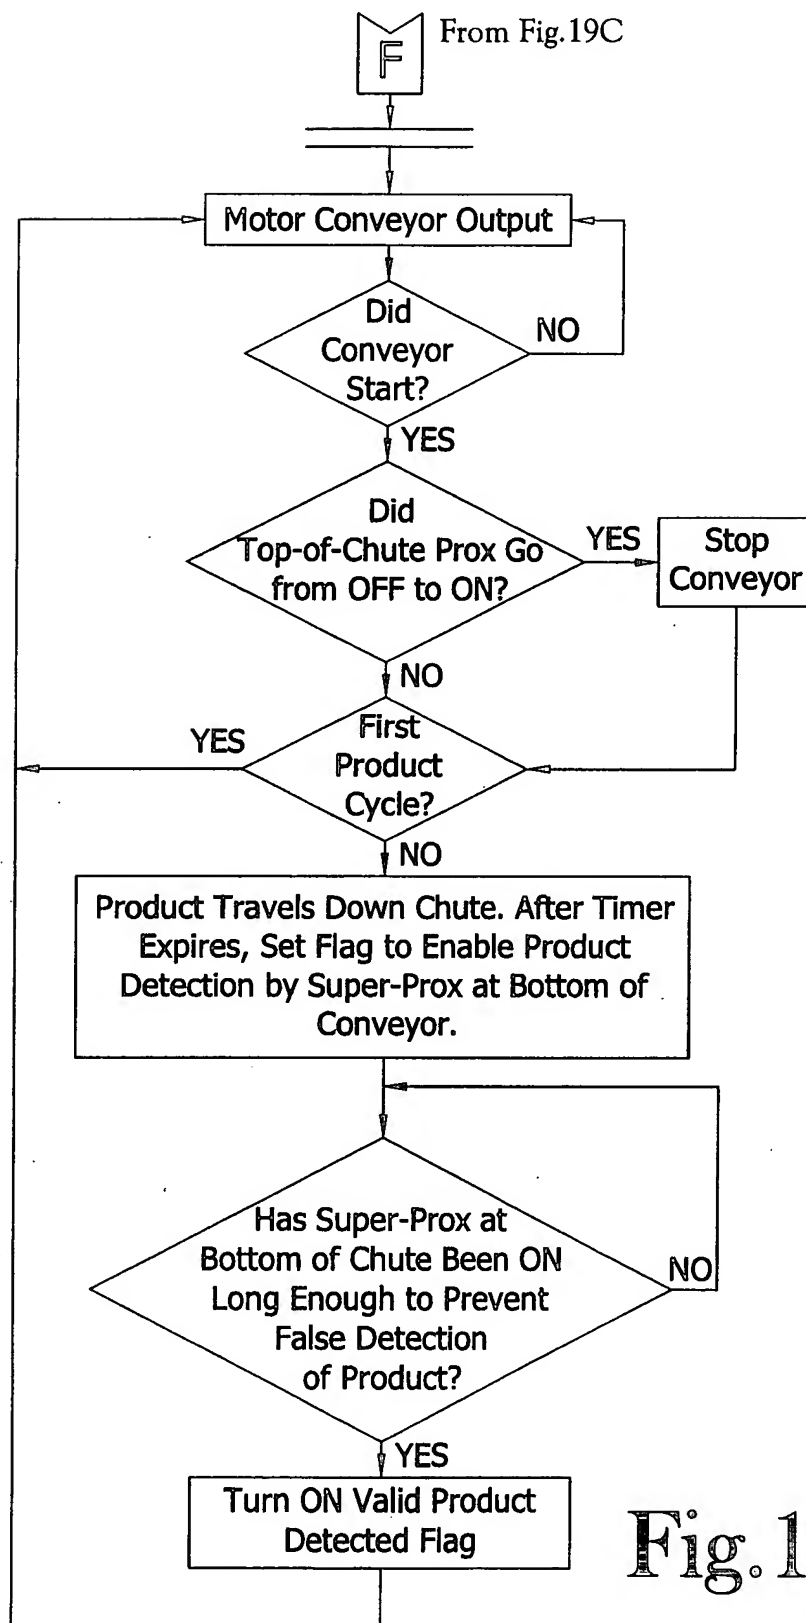 F
From Fig.19C
Motor Conveyor Output
Did
Conveyor
Start?
NO
YES
Did
Top-of-Chute Prox Go
from OFF to ON?
YES
Stop
Conveyor
NO
First
Product
Cycle?
YES
NO
Product Travels Down Chute. After Timer
Expires, Set Flag to Enable Product
Detection by Super-Prox at Bottom of
Conveyor.
Has Super-Prox at
Bottom of Chute Been ON
Long Enough to Prevent
False Detection
of Product?
NO
YES
Turn ON Valid Product
Detected Flag
Fig.1